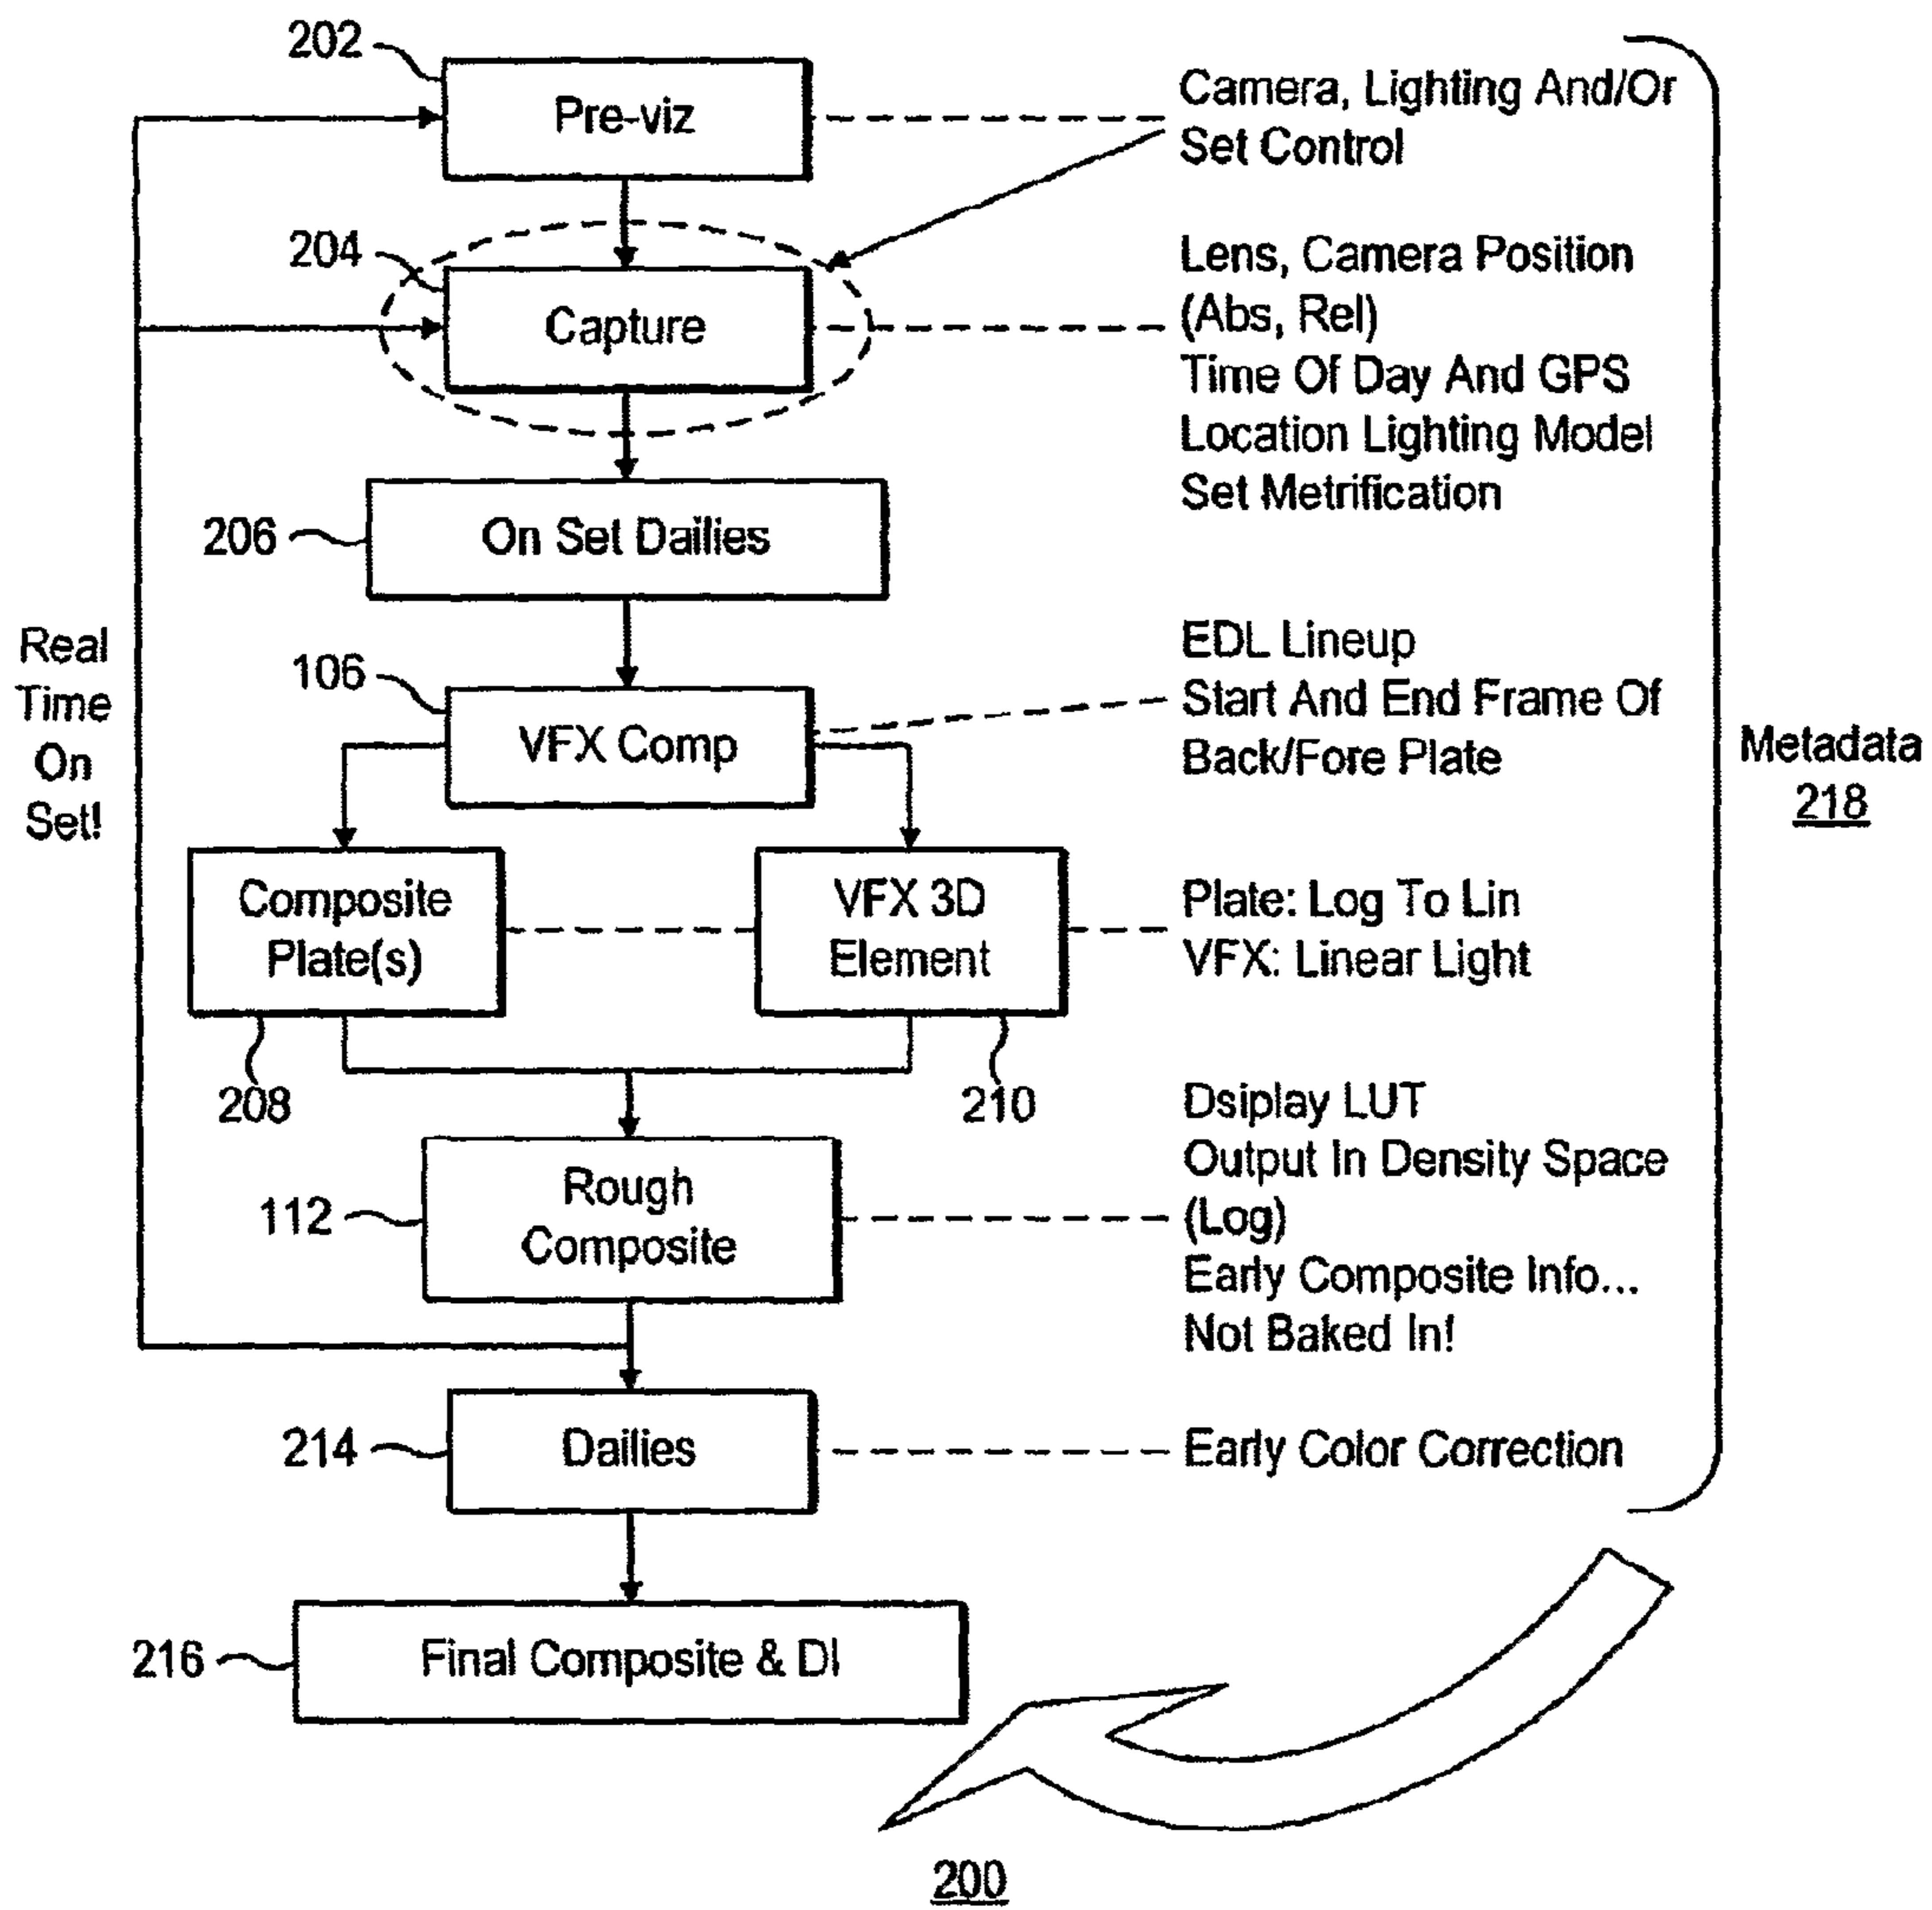 202
Pre-viz
Camera, Lighting And/Or
Set Control
204
Capture
Lens, Camera Position
(Abs, Rel)
Time Of Day And GPS
Location Lighting Model
Set Metrification
206
On Set Dailies
Real
Time
On
Set!
106
VFX Comp
EDL Lineup
Start And End Frame Of
Back/Fore Plate
Metadata
218
Composite
Plate(s)
208
VFX 3D
Element
210
Plate: Log To Lin
VFX: Linear Light
112
Rough
Composite
Dsiplay LUT
Output In Density Space
(Log)
Early Composite Info...
Not Baked In!
214
Dailies
Early Color Correction
216
Final Composite & DI
200